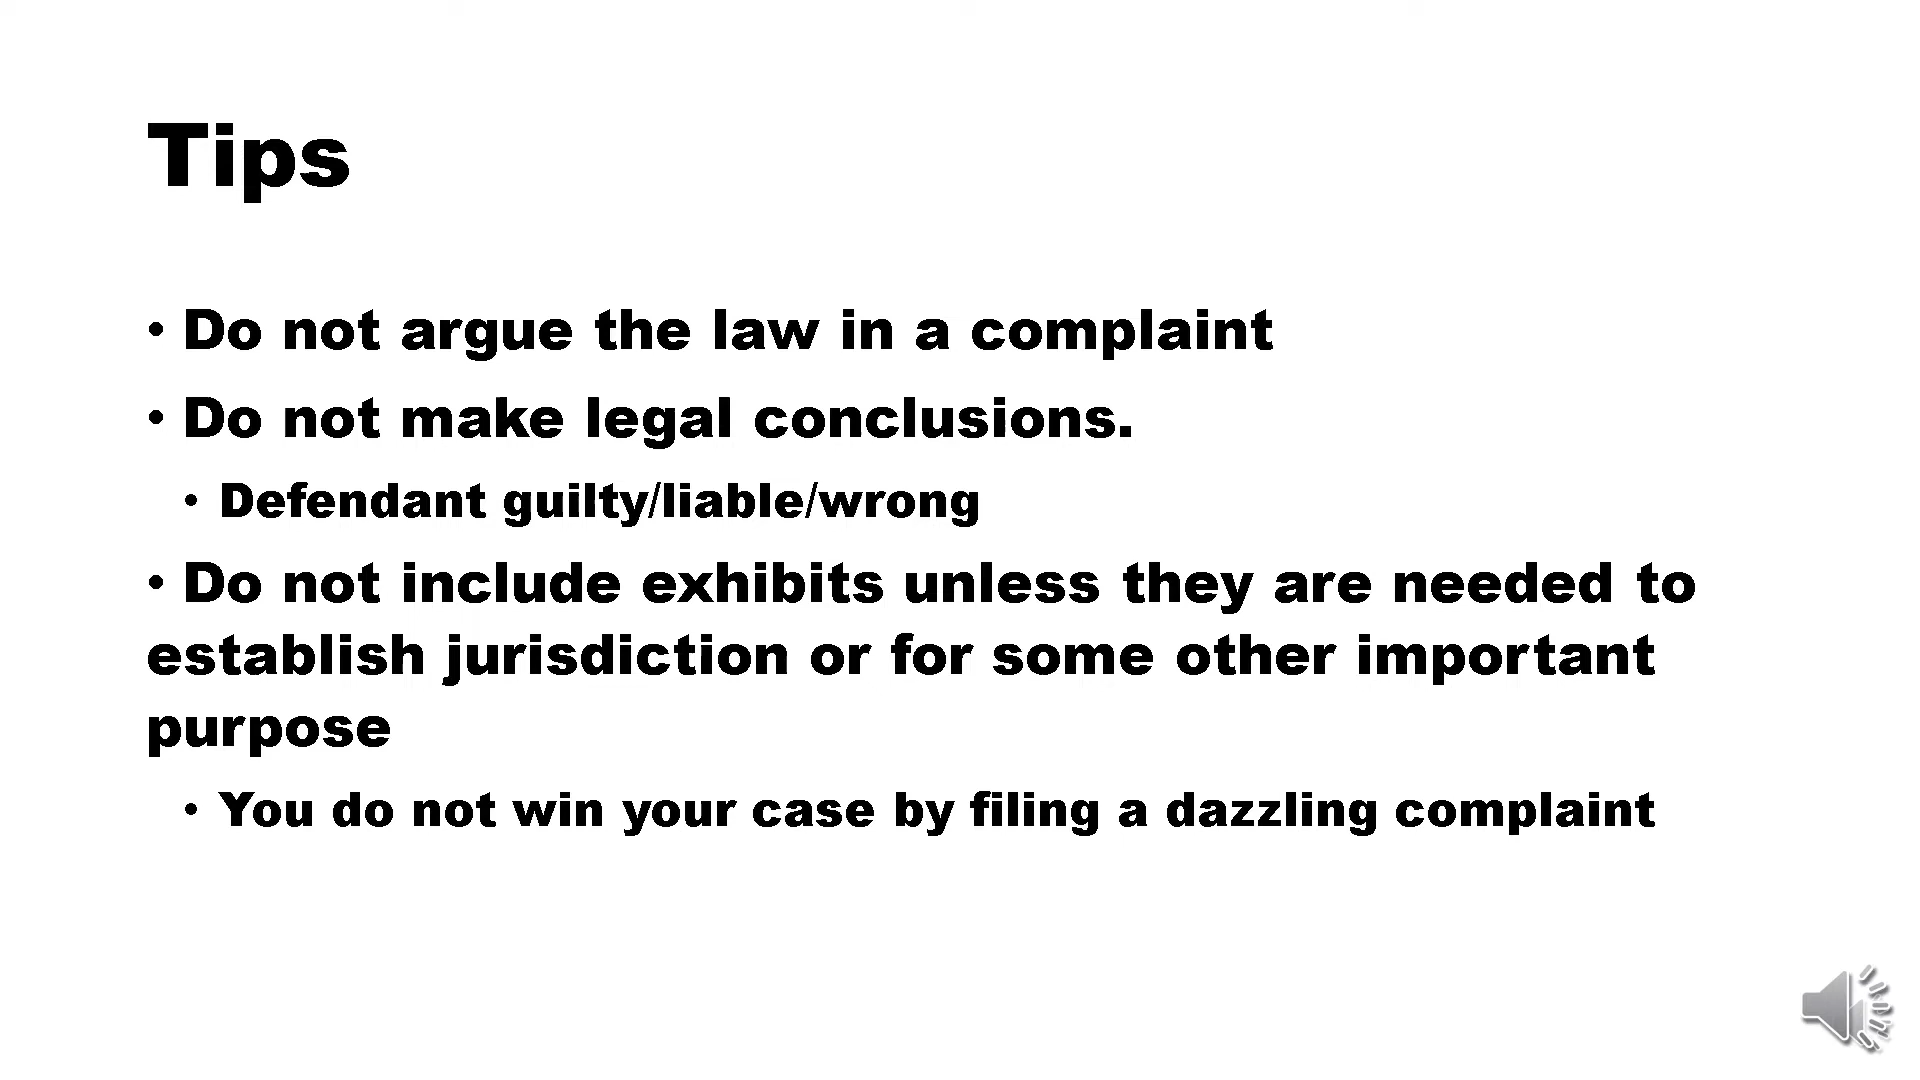 Tips
• Do not argue the law in a complaint
• Do not make legal conclusions.
• Defendant guilty/liable/wrong
• Do not include exhibits unless they are needed to
establish jurisdiction or for some other important
purpose
• You do not win your case by filing a dazzling complaint